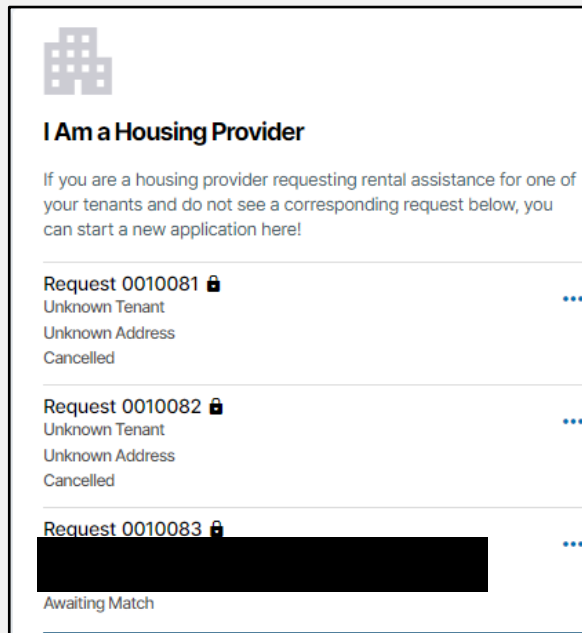 I Am a Housing Provider
If you are a housing provider requesting rental assistance for one of
your tenants and do not see a corresponding request below, you
can start a new application here!
Request 0010081
Unknown Tenant
Unknown Address
Cancelled
Request 0010082
Unknown Tenant
Unknown Address
Cancelled
Request 0010083
Awaiting Match